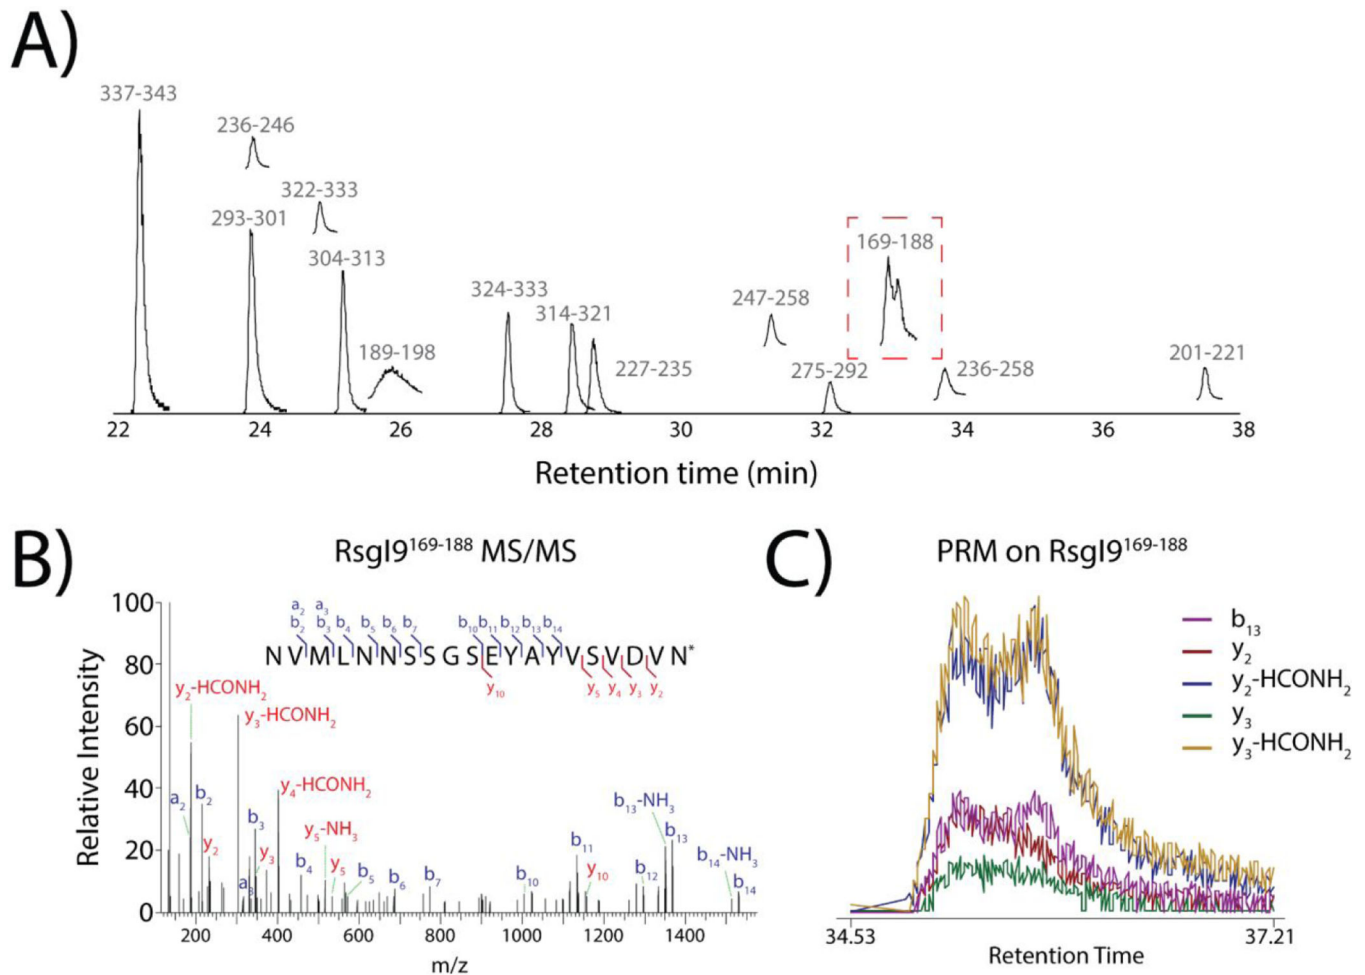 A)
337-343
236-246
322-333
293-301
304-313
189-198
324-333
314-321
227-235
247-258
275-292
169-188
236-258
201-221
22 24 26 28 30 32 34 36 38
Retention time (min)
B)
RsgI9¹⁶⁹⁻¹⁸⁸ MS/MS
Relative Intensity
100
80
60
40
20
0
a₂ a₃
b₂ b₃ b₄ b₅ b₆ b₇ b₁₀ b₁₁ b₁₂ b₁₃ b₁₄
N V M L N N S S G S E Y A Y V S V D V N*
y₁₀ y₅ y₄ y₃ y₂
y₂-HCONH₂
y₃-HCONH₂
y₄-HCONH₂
a₂
b₂
y₂
b₃
a₃
y₃
b₄
y₅-NH₃
y₅
b₅
b₆
b₇
b₁₀
b₁₁
y₁₀
b₁₂
b₁₃-NH₃
b₁₃
b₁₄-NH₃
b₁₄
200 400 600 800 1000 1200 1400
m/z
C)
PRM on RsgI9¹⁶⁹⁻¹⁸⁸
b₁₃
y₂
y₂-HCONH₂
y₃
y₃-HCONH₂
34.53 37.21
Retention Time